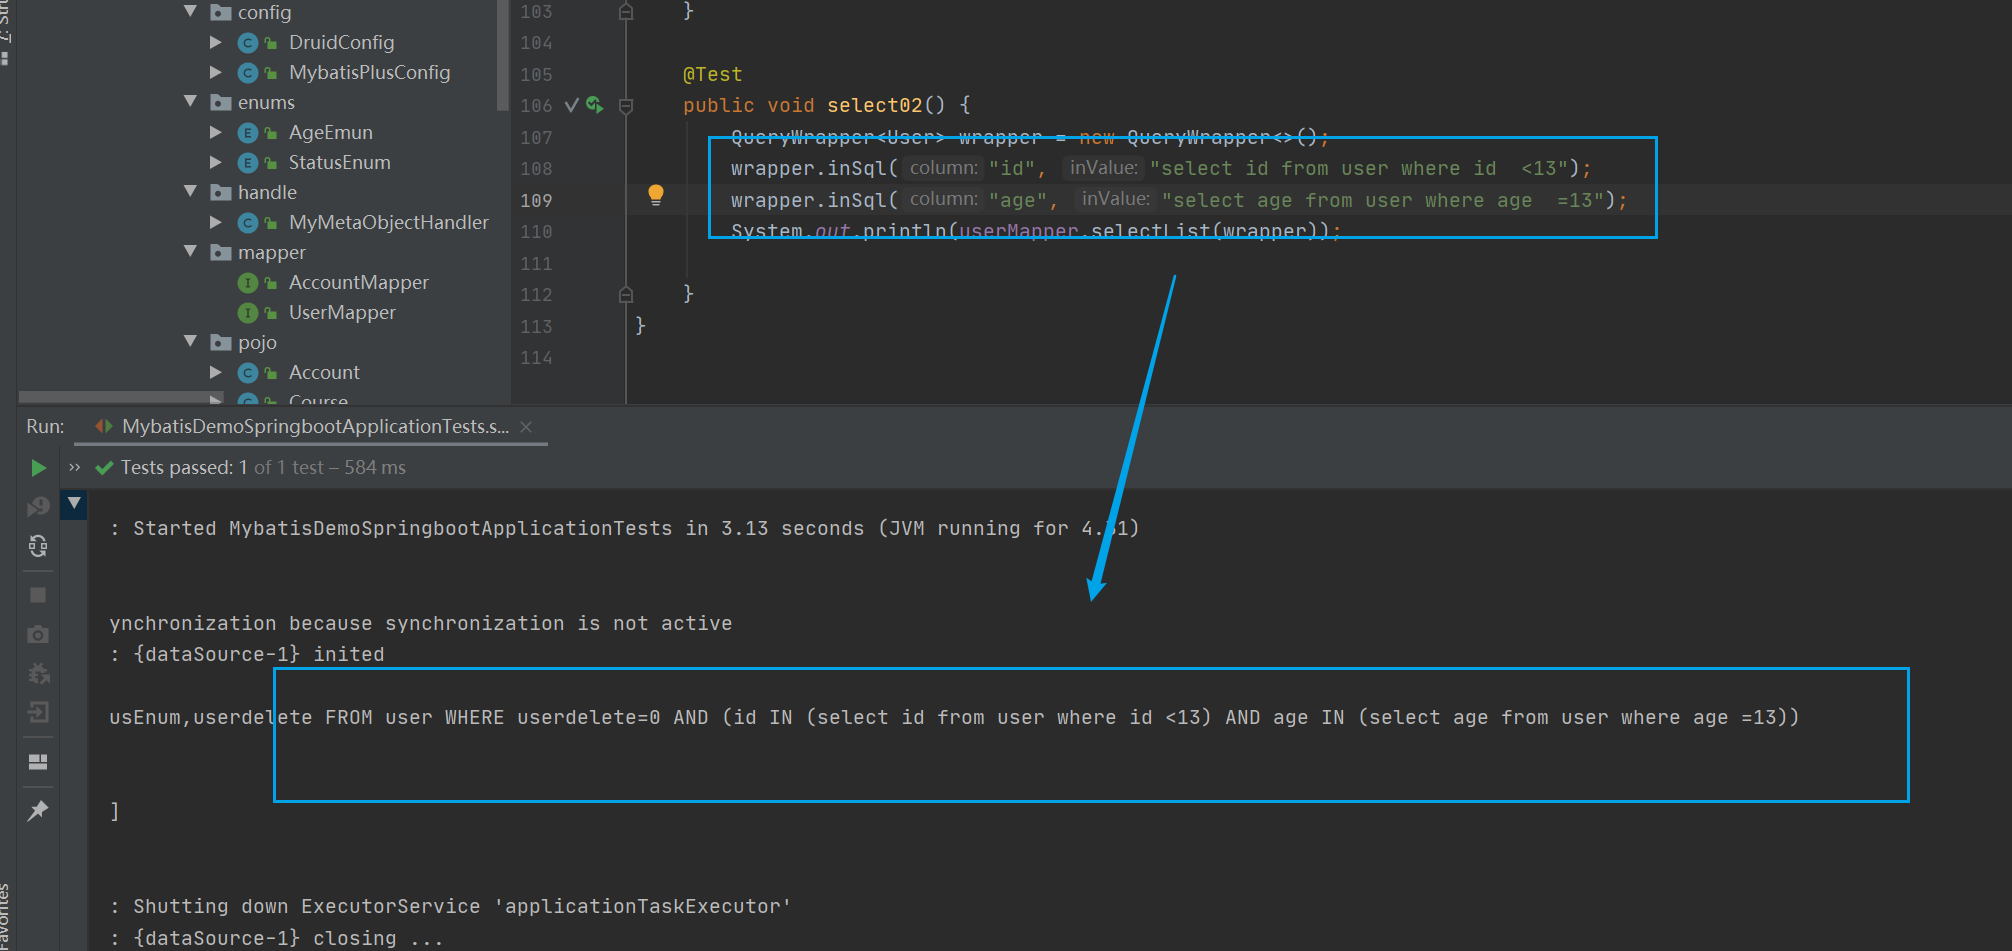 config
DruidConfig
MybatisPlusConfig
enums
AgeEmun
StatusEnum
handle
MyMetaObjectHandler
mapper
AccountMapper
UserMapper
pojo
Account
Course
103 }
104
105 @Test
106 public void select02() {
107 QueryWrapper<User> wrapper = new QueryWrapper<>();
108 wrapper.inSql( column: "id", inValue: "select id from user where id  <13");
109 wrapper.inSql( column: "age", inValue: "select age from user where age  =13");
110 System.out.println(userMapper.selectList(wrapper));
111
112 }
113 }
114
Run: MybatisDemoSpringbootApplicationTests.s...
Tests passed: 1 of 1 test – 584 ms
: Started MybatisDemoSpringbootApplicationTests in 3.13 seconds (JVM running for 4.31)
ynchronization because synchronization is not active
: {dataSource-1} inited
usEnum,userdelete FROM user WHERE userdelete=0 AND (id IN (select id from user where id <13) AND age IN (select age from user where age =13))
]
: Shutting down ExecutorService 'applicationTaskExecutor'
: {dataSource-1} closing ...
Favorites